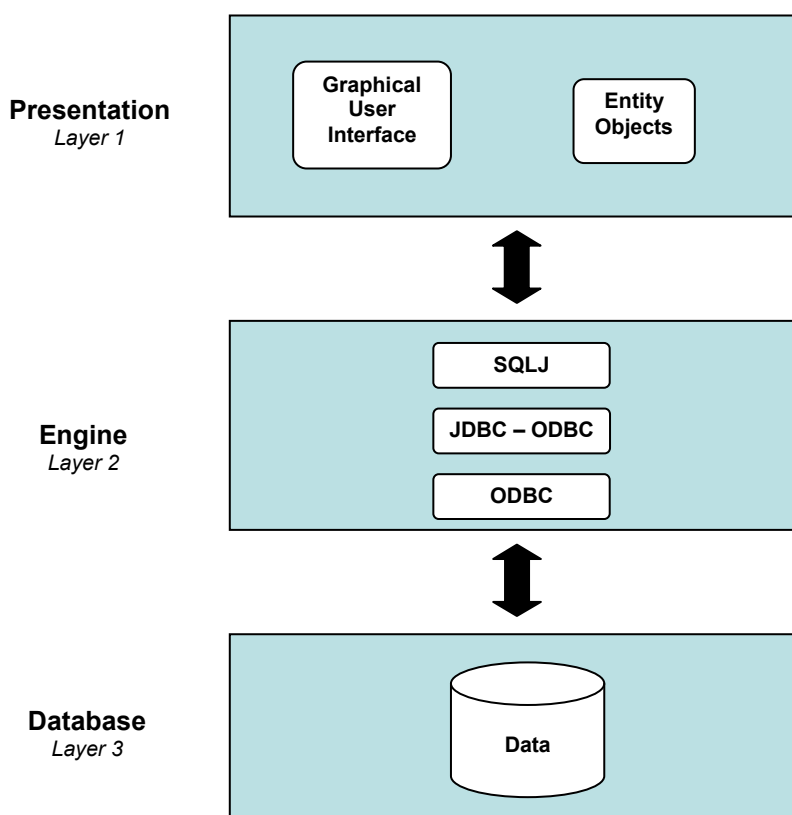 Presentation
Layer 1
Graphical
User
Interface
Entity
Objects
Engine
Layer 2
SQLJ
JDBC – ODBC
ODBC
Database
Layer 3
Data